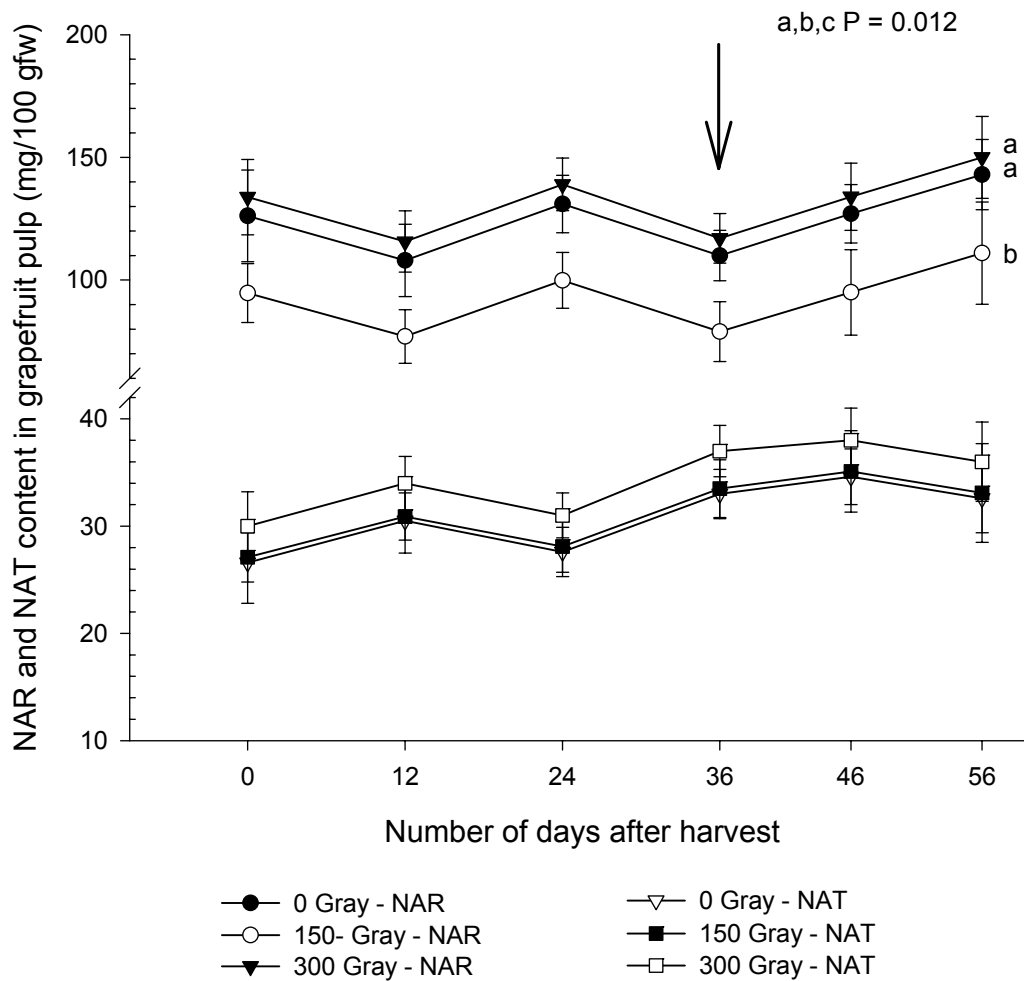 a,b,c P = 0.012
NAR and NAT content in grapefruit pulp (mg/100 gfw)
200
150
100
40
30
20
10
a
a
b
0 12 24 36 46 56
Number of days after harvest
0 Gray - NAR
150- Gray - NAR
300 Gray - NAR
0 Gray - NAT
150 Gray - NAT
300 Gray - NAT